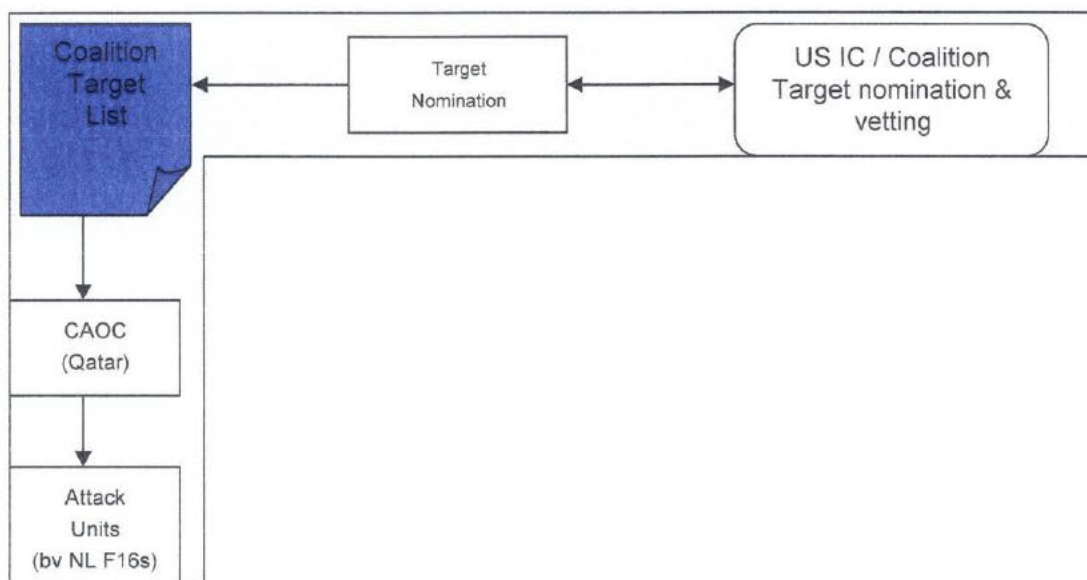 Coalition
Target
List
Target
Nomination
US IC / Coalition
Target nomination &
vetting
CAOC
(Qatar)
Attack
Units
(bv NL F16s)